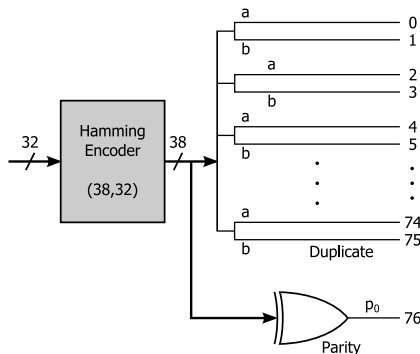 a
0
1
b
a
2
3
b
32
Hamming
Encoder
(38,32)
38
a
4
5
b
a
74
75
b
Duplicate
p0
76
Parity